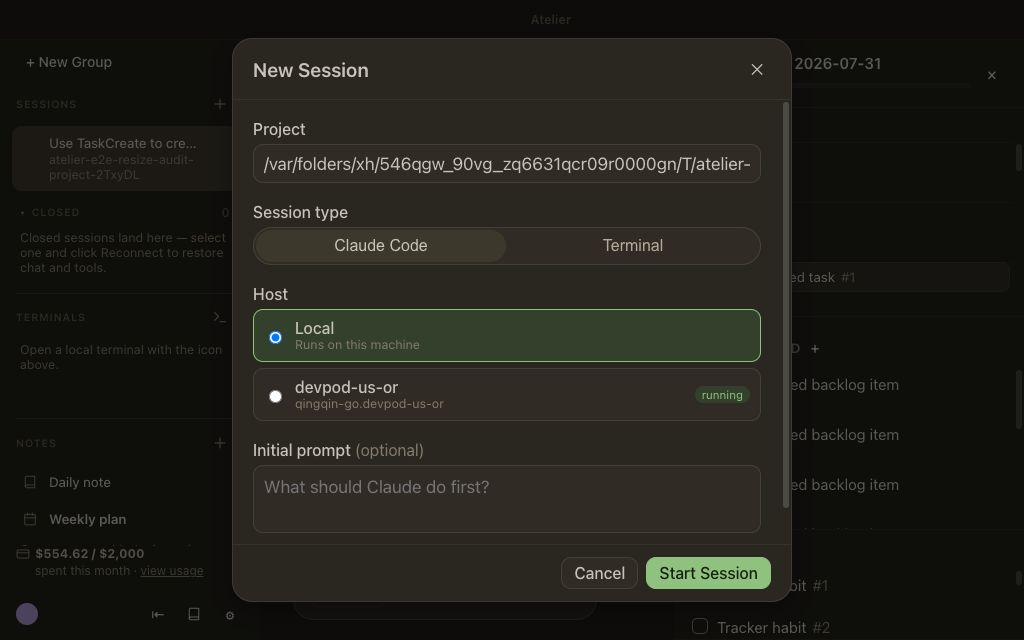 Atelier
+ New Group
SESSIONS
Use TaskCreate to cre...
atelier-e2e-resize-audit-
project-2TxyDL
CLOSED 0
Closed sessions land here — select
one and click Reconnect to restore
chat and tools.
TERMINALS
Open a local terminal with the icon
above.
NOTES
Daily note
Weekly plan
$554.62 / $2,000
spent this month · view usage
New Session
Project
/var/folders/xh/546qgw_90vg_zq6631qcr09r0000gn/T/atelier-
Session type
Claude Code
Terminal
Host
Local
Runs on this machine
devpod-us-or
qingqin-go.devpod-us-or
running
Initial prompt (optional)
What should Claude do first?
Cancel
Start Session
2026-07-31
ed task #1
D +
ed backlog item
ed backlog item
ed backlog item
bit #1
Tracker habit #2